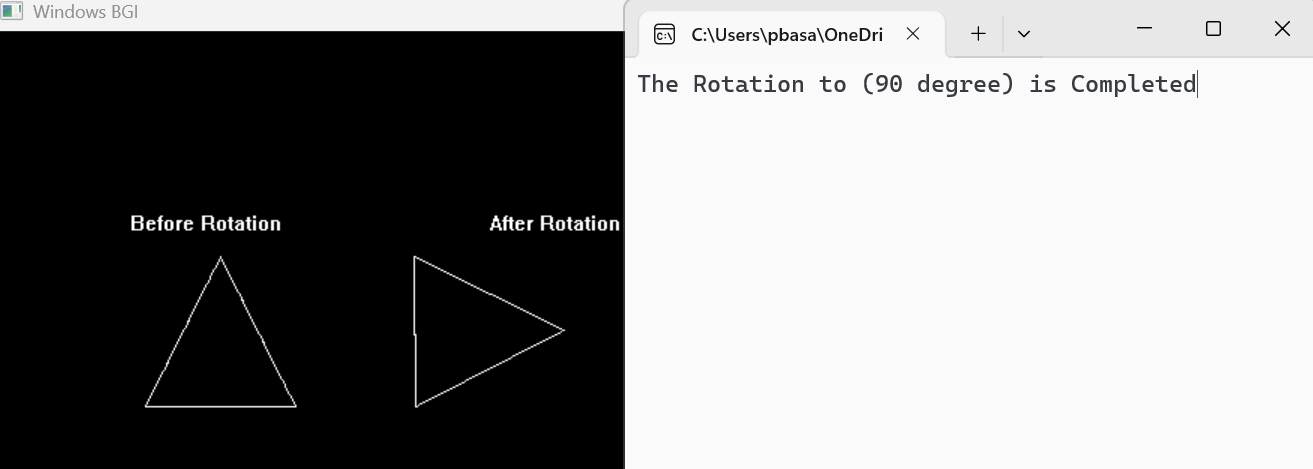 Windows BGI
C:\Users\pbasa\OneDri
The Rotation to (90 degree) is Completed
Before Rotation
After Rotation